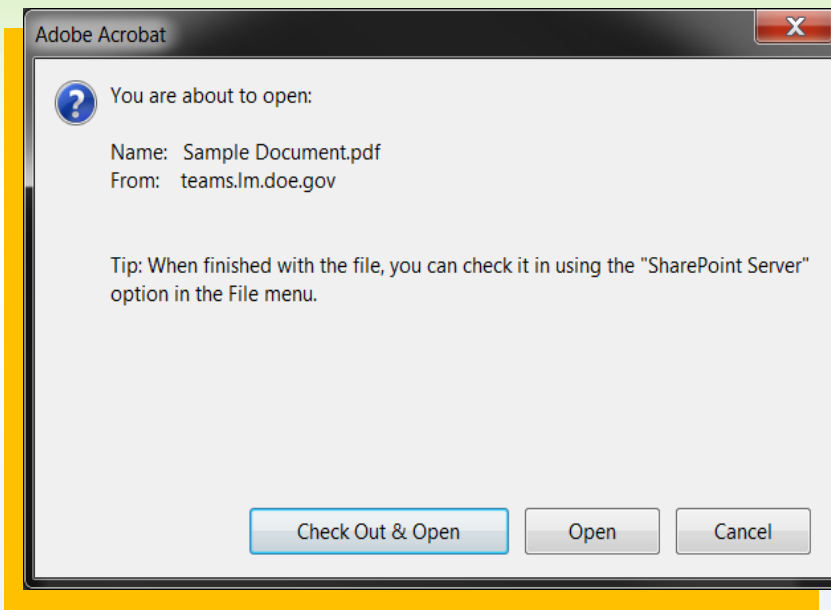 Adobe Acrobat
X
?
You are about to open:
Name: Sample Document.pdf
From: teams.lm.doe.gov
Tip: When finished with the file, you can check it in using the "SharePoint Server"
option in the File menu.
Check Out & Open
Open
Cancel